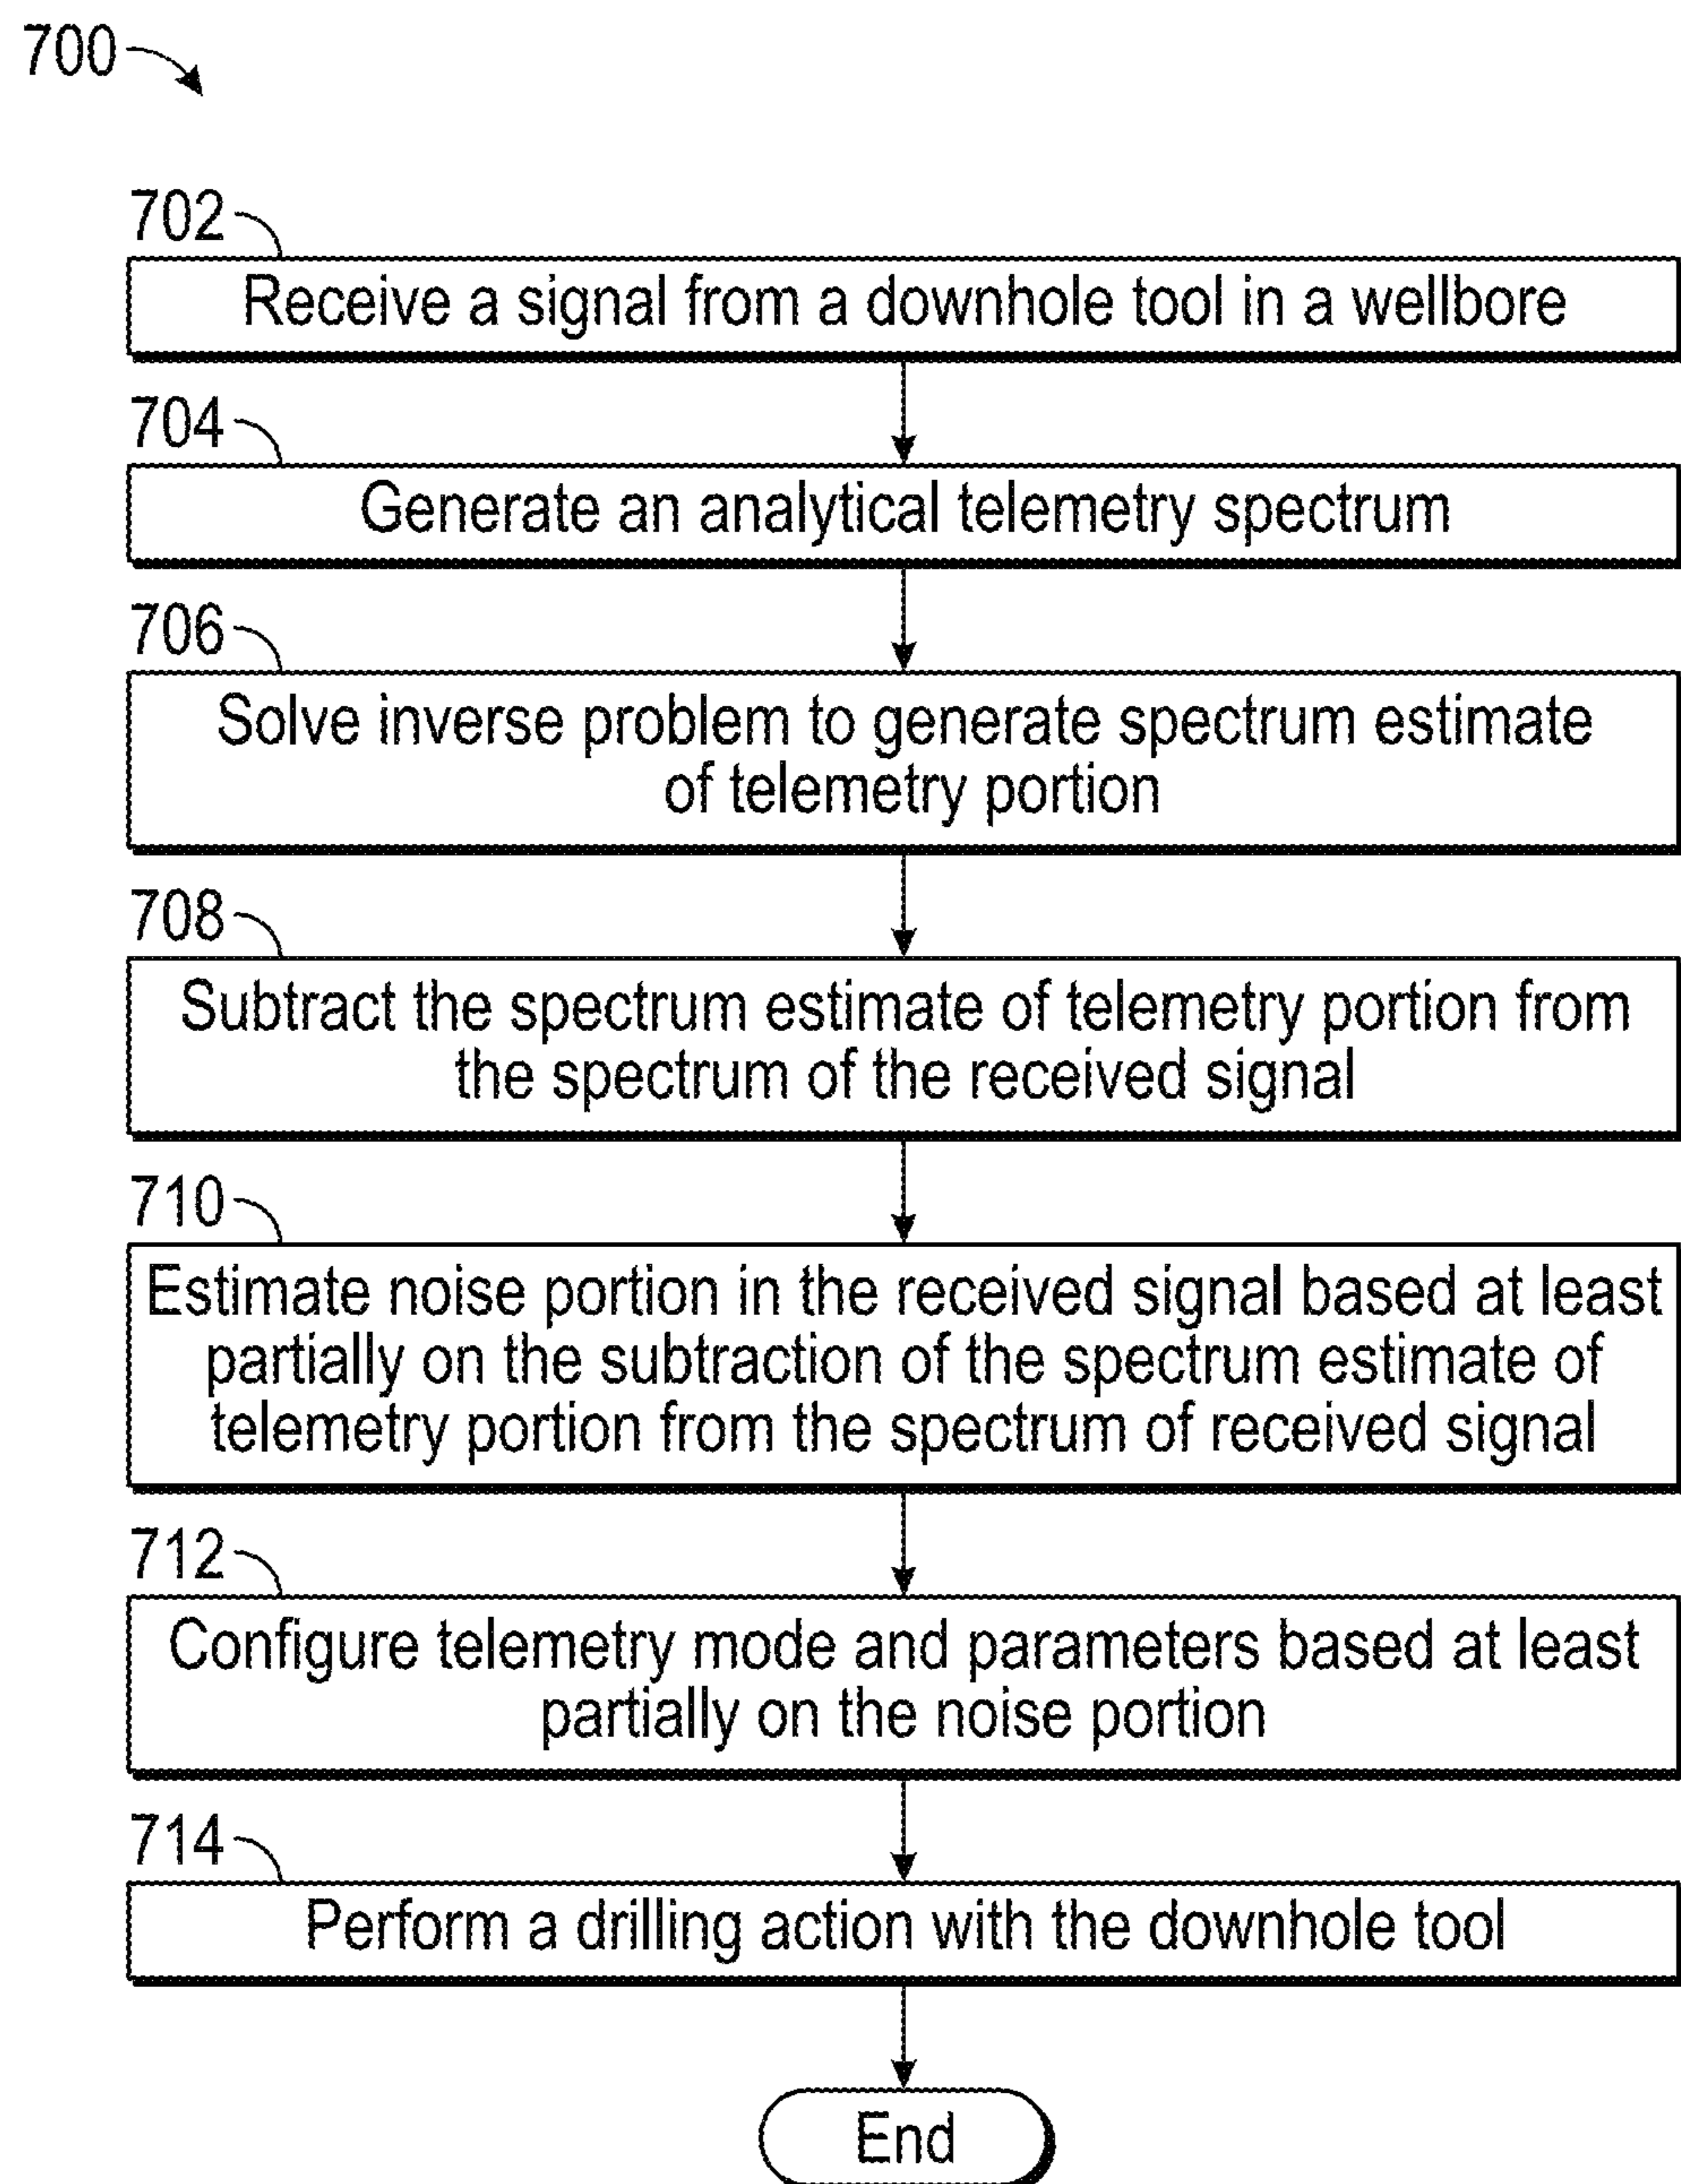 700
702
Receive a signal from a downhole tool in a wellbore
704
Generate an analytical telemetry spectrum
706
Solve inverse problem to generate spectrum estimate
of telemetry portion
708
Subtract the spectrum estimate of telemetry portion from
the spectrum of the received signal
710
Estimate noise portion in the received signal based at least
partially on the subtraction of the spectrum estimate of
telemetry portion from the spectrum of received signal
712
Configure telemetry mode and parameters based at least
partially on the noise portion
714
Perform a drilling action with the downhole tool
End